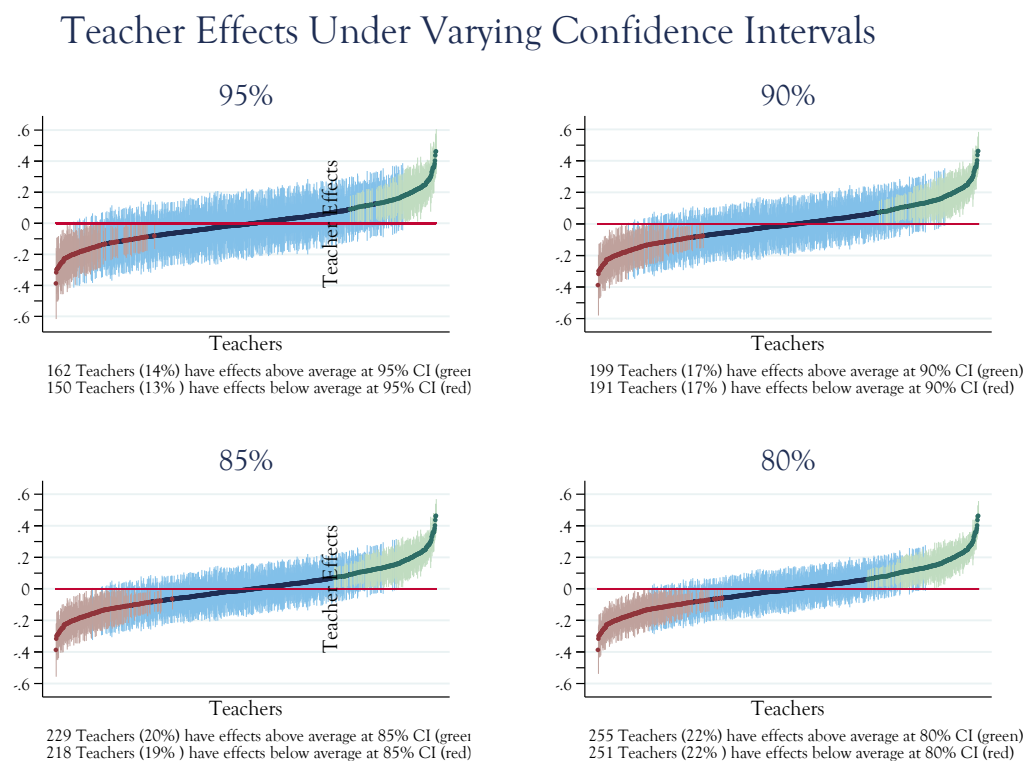 Teacher Effects Under Varying Confidence Intervals
95%
.6
.4
.2
0
-.2
-.4
-.6
Teacher Effects
Teachers
162 Teachers (14%) have effects above average at 95% CI (green
150 Teachers (13% ) have effects below average at 95% CI (red)
90%
.6
.4
.2
0
-.2
-.4
-.6
Teachers
199 Teachers (17%) have effects above average at 90% CI (green)
191 Teachers (17% ) have effects below average at 90% CI (red)
85%
.6
.4
.2
0
-.2
-.4
-.6
Teacher Effects
Teachers
229 Teachers (20%) have effects above average at 85% CI (green
218 Teachers (19% ) have effects below average at 85% CI (red)
80%
.6
.4
.2
0
-.2
-.4
-.6
Teachers
255 Teachers (22%) have effects above average at 80% CI (green)
251 Teachers (22% ) have effects below average at 80% CI (red)